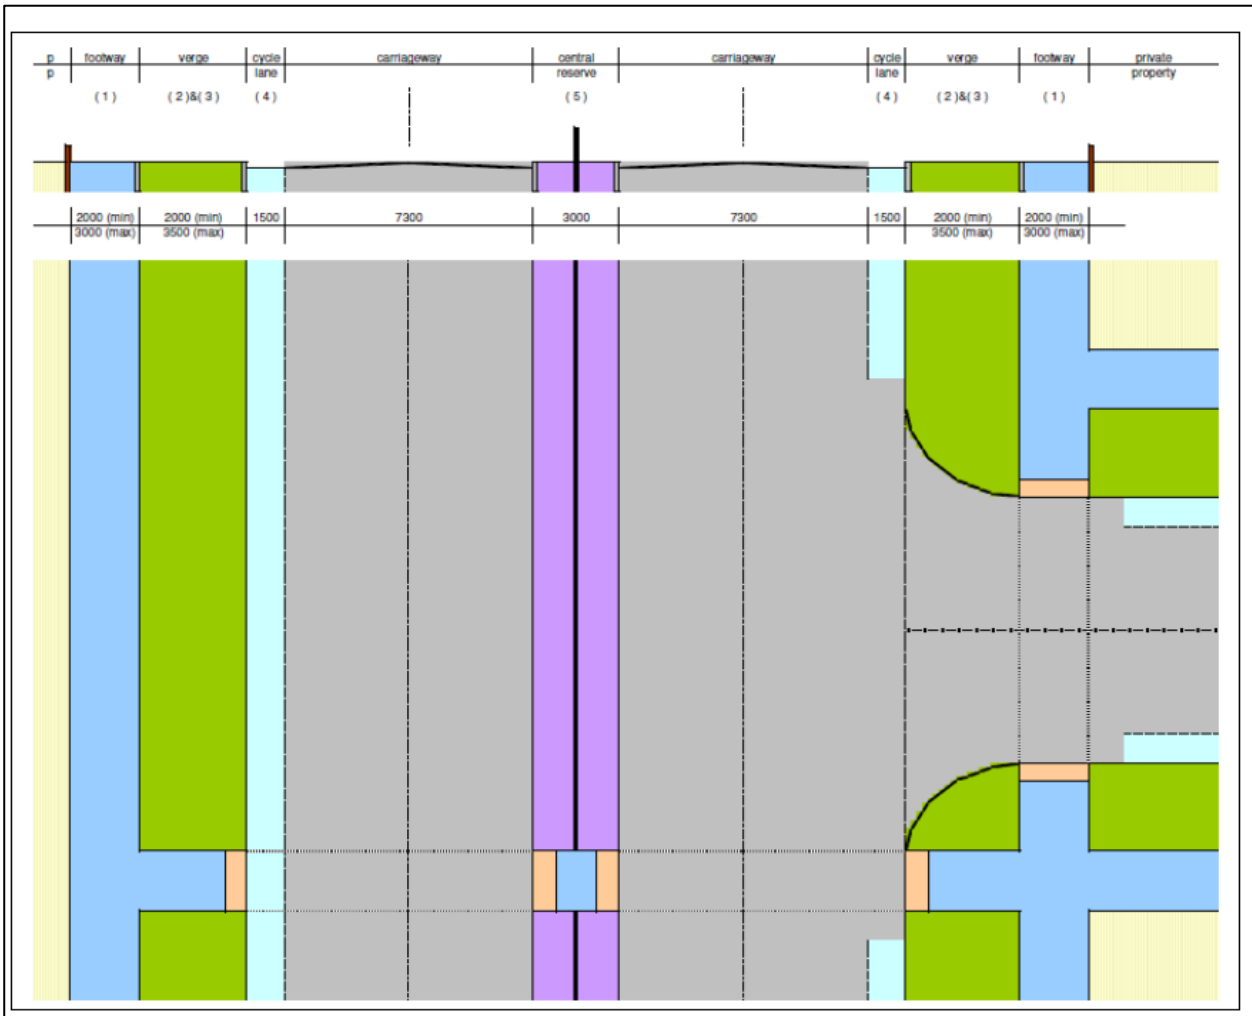 p footway verge cycle carriageway central carriageway cycle verge footway private
p lane reserve lane property
( 1 ) ( 2 )&( 3 ) ( 4 ) ( 5 ) ( 4 ) ( 2 )&( 3 ) ( 1 )
2000 (min) 2000 (min) 1500 7300 3000 7300 1500 2000 (min) 2000 (min)
3000 (max) 3500 (max) 3500 (max) 3000 (max)